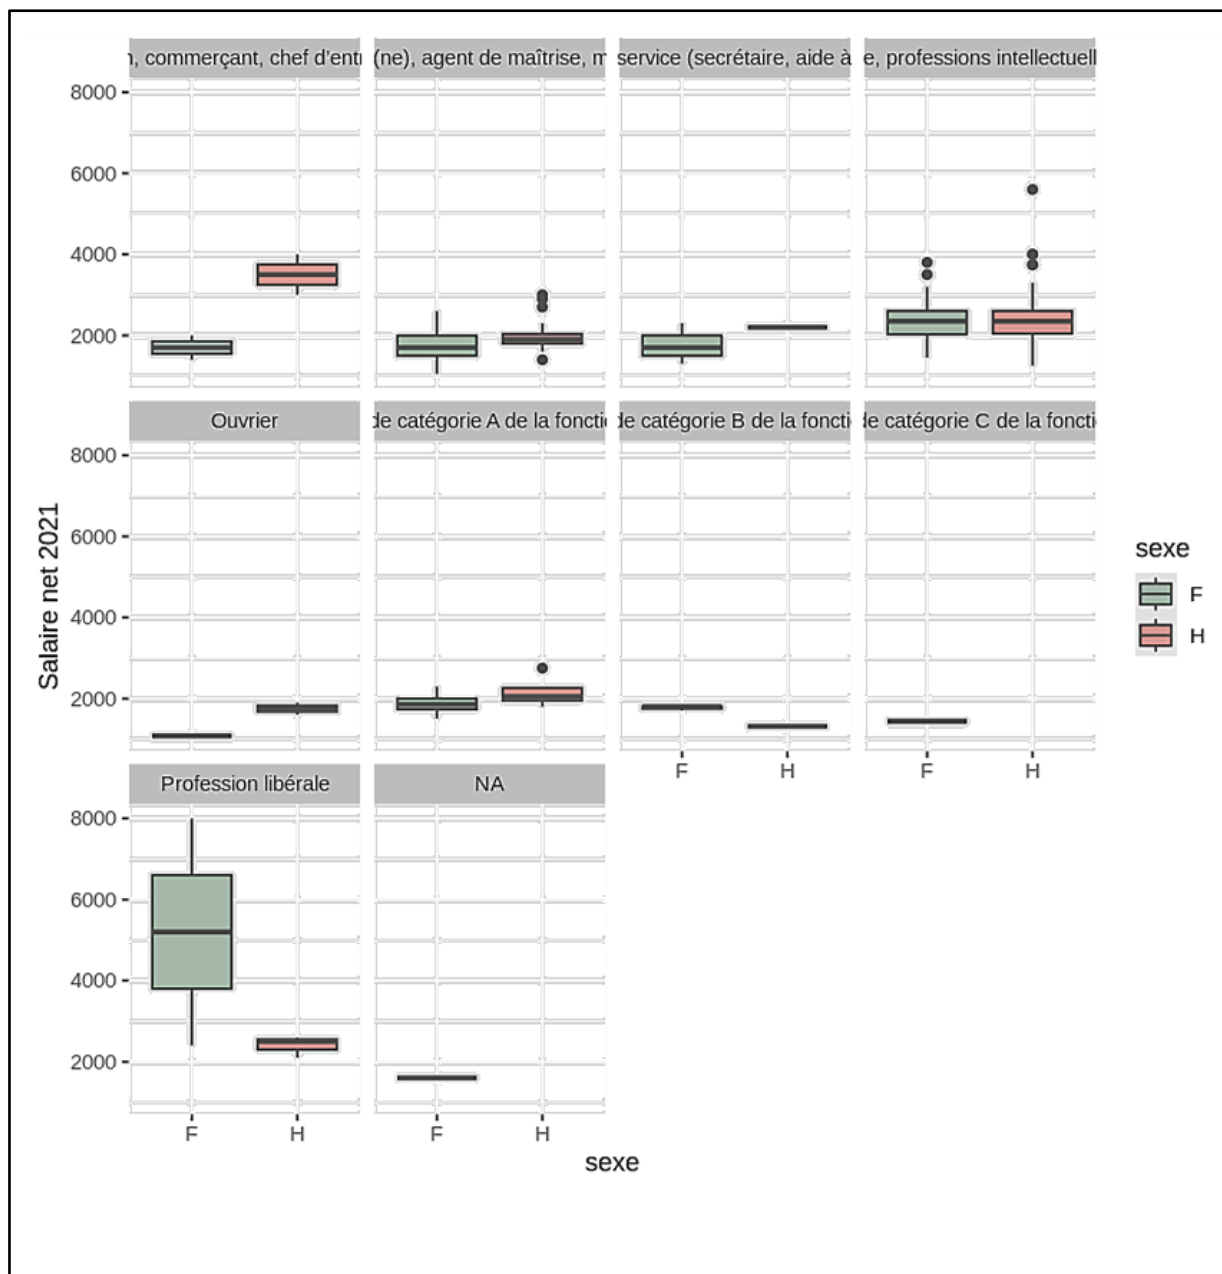 , commerçant, chef d'entr
(ne), agent de maîtrise, m
service (secrétaire, aide à
e, professions intellectuell
8000
6000
4000
2000
Ouvrier
de catégorie A de la foncti
de catégorie B de la foncti
de catégorie C de la foncti
8000
6000
4000
2000
F
H
F
H
Profession libérale
NA
8000
6000
4000
2000
F
H
F
H
sexe
Salaire net 2021
sexe
F
H